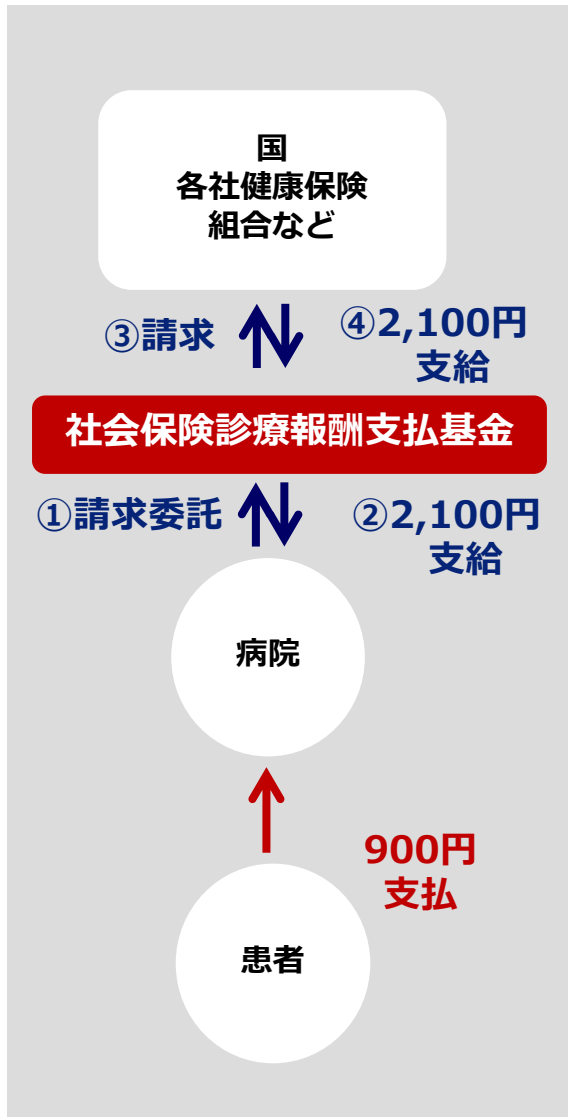 国
各社健康保険
組合など
③請求
④2,100円
支給
社会保険診療報酬支払基金
①請求委託
②2,100円
支給
病院
900円
支払
患者